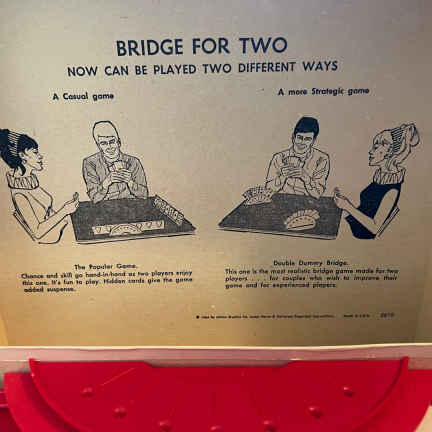 BRIDGE FOR TWO
NOW CAN BE PLAYED TWO DIFFERENT WAYS
A Casual game
A more Strategic game
The Popular Game.
Chance and skill go hand-in-hand as two players enjoy
this one. It's fun to play. Hidden cards give the game
added suspense.
Double Dummy Bridge.
This one is the most realistic bridge game made for two
players . . . . for couples who wish to improve their
game and for experienced players.
MADE IN U.S.A.